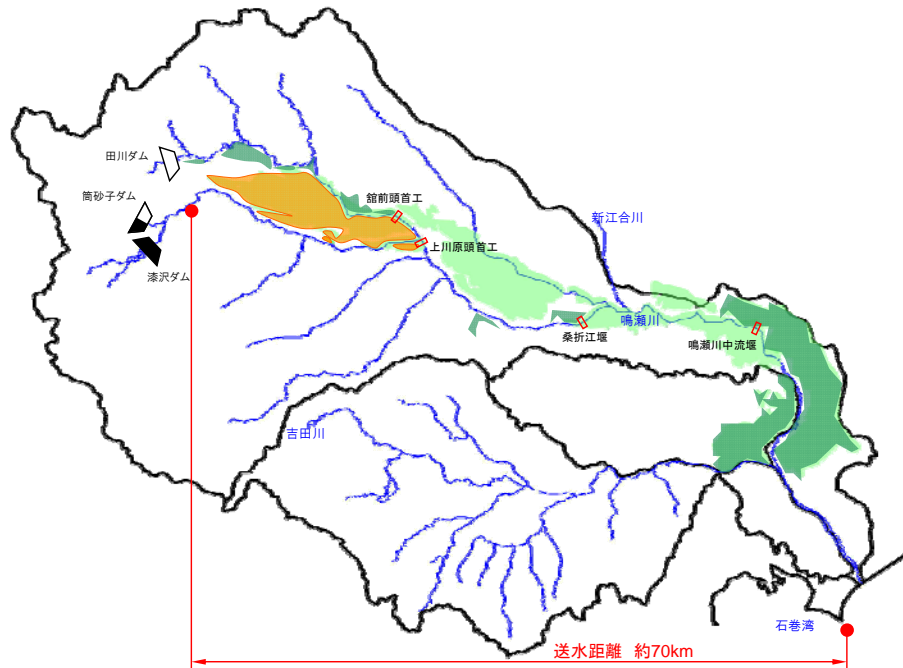 田川ダム
筒砂子ダム
漆沢ダム
舘前頭首工
上川原頭首工
新江合川
鳴瀬川
桑折江堰
鳴瀬川中流堰
吉田川
石巻湾
送水距離 約70km